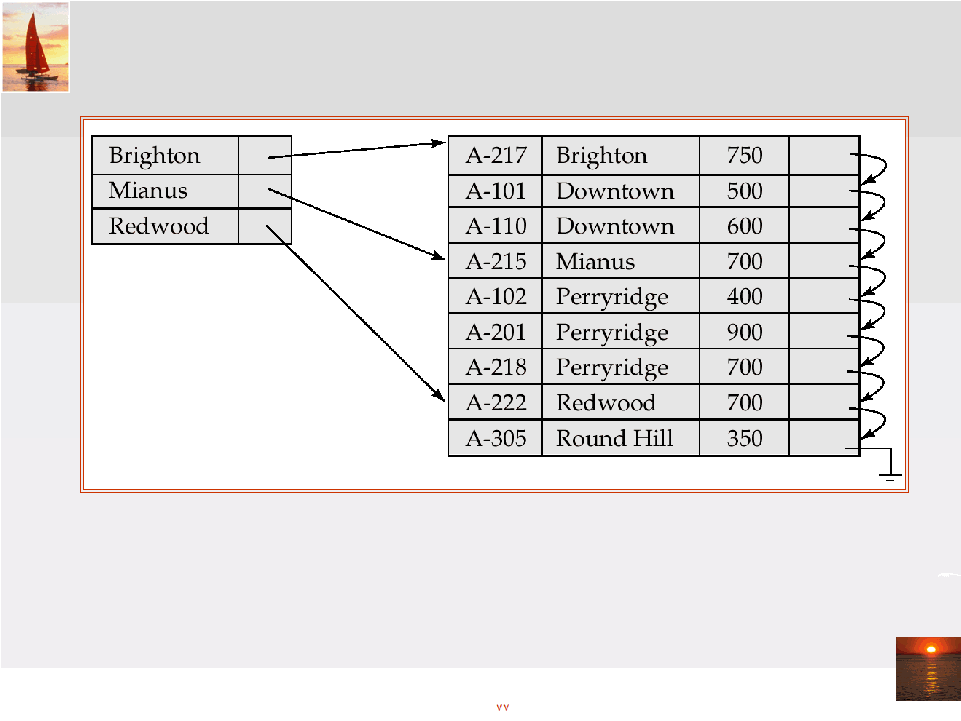 Brighton
Mianus
Redwood
A-217 Brighton 750
A-101 Downtown 500
A-110 Downtown 600
A-215 Mianus 700
A-102 Perryridge 400
A-201 Perryridge 900
A-218 Perryridge 700
A-222 Redwood 700
A-305 Round Hill 350
٧٧